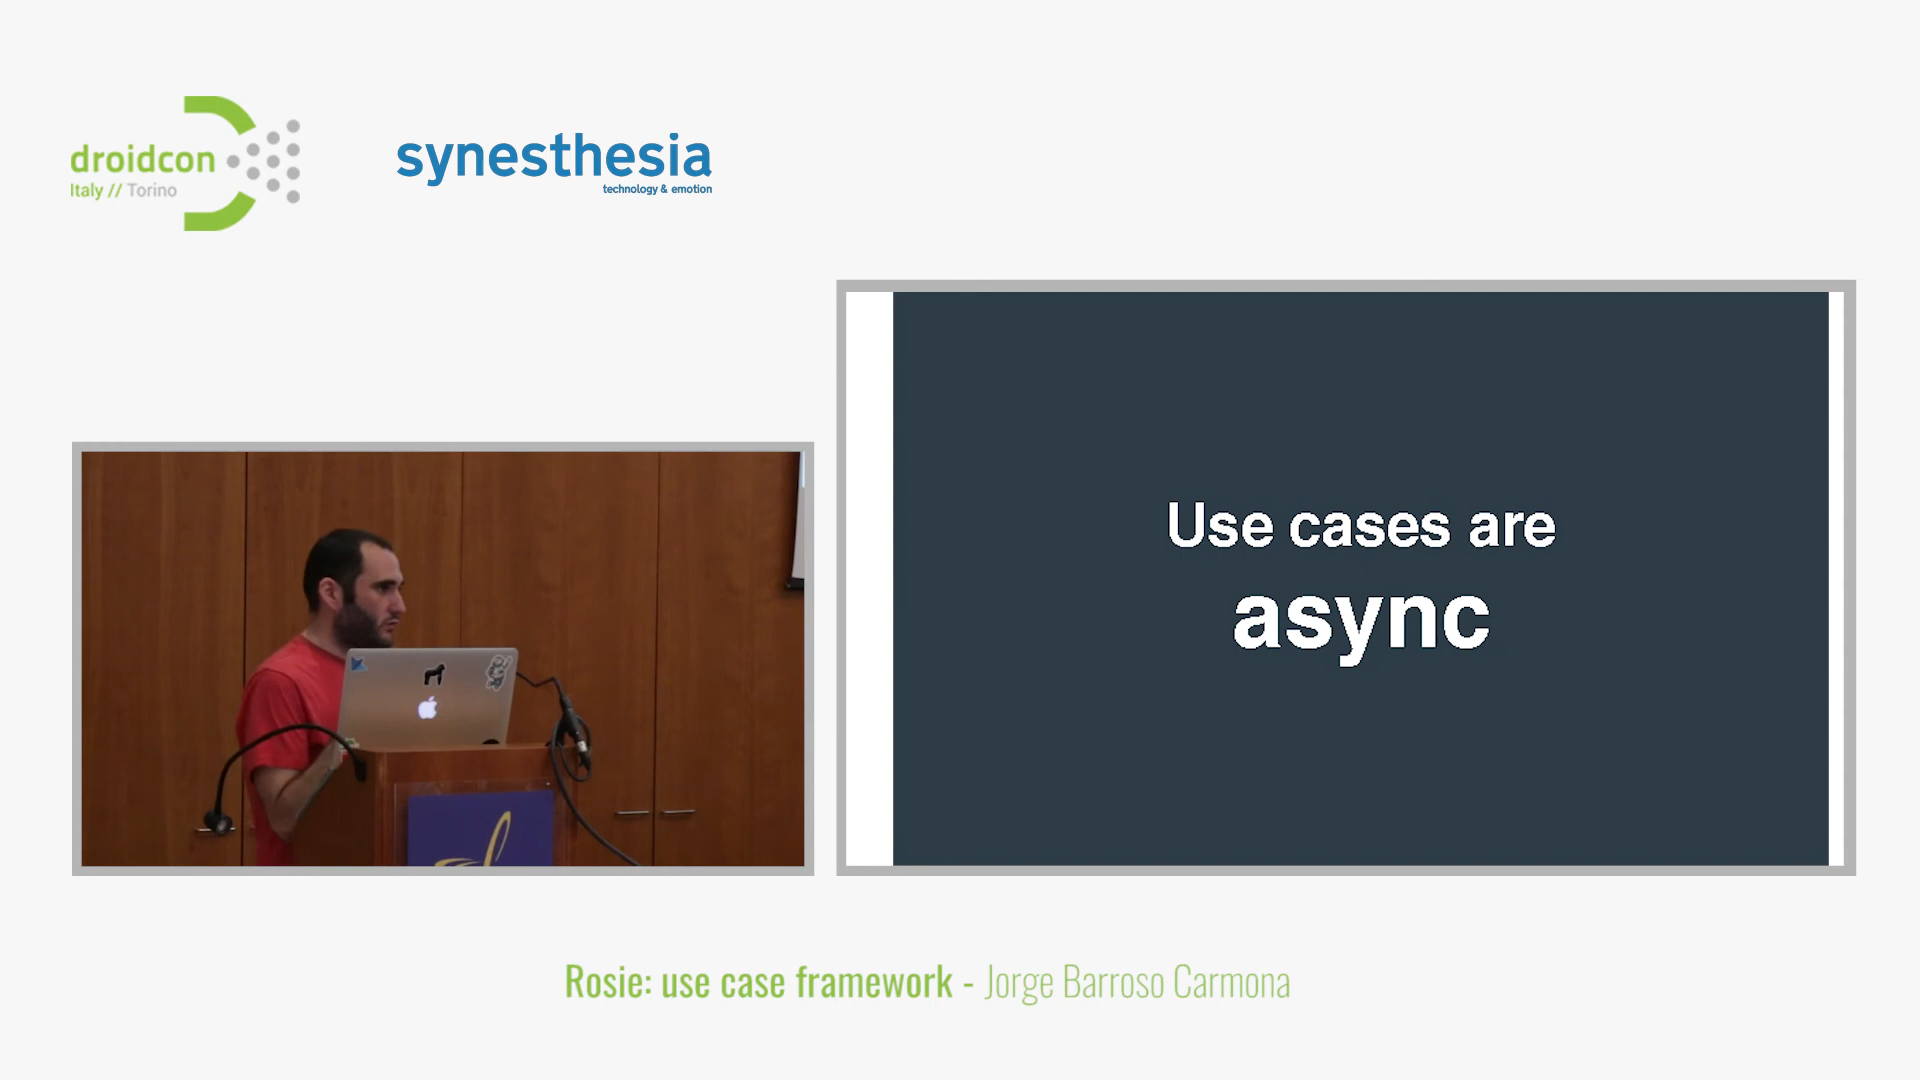 droidcon
Italy // Torino
synesthesia
technology & emotion
Use cases are
async
Rosie: use case framework - Jorge Barroso Carmona